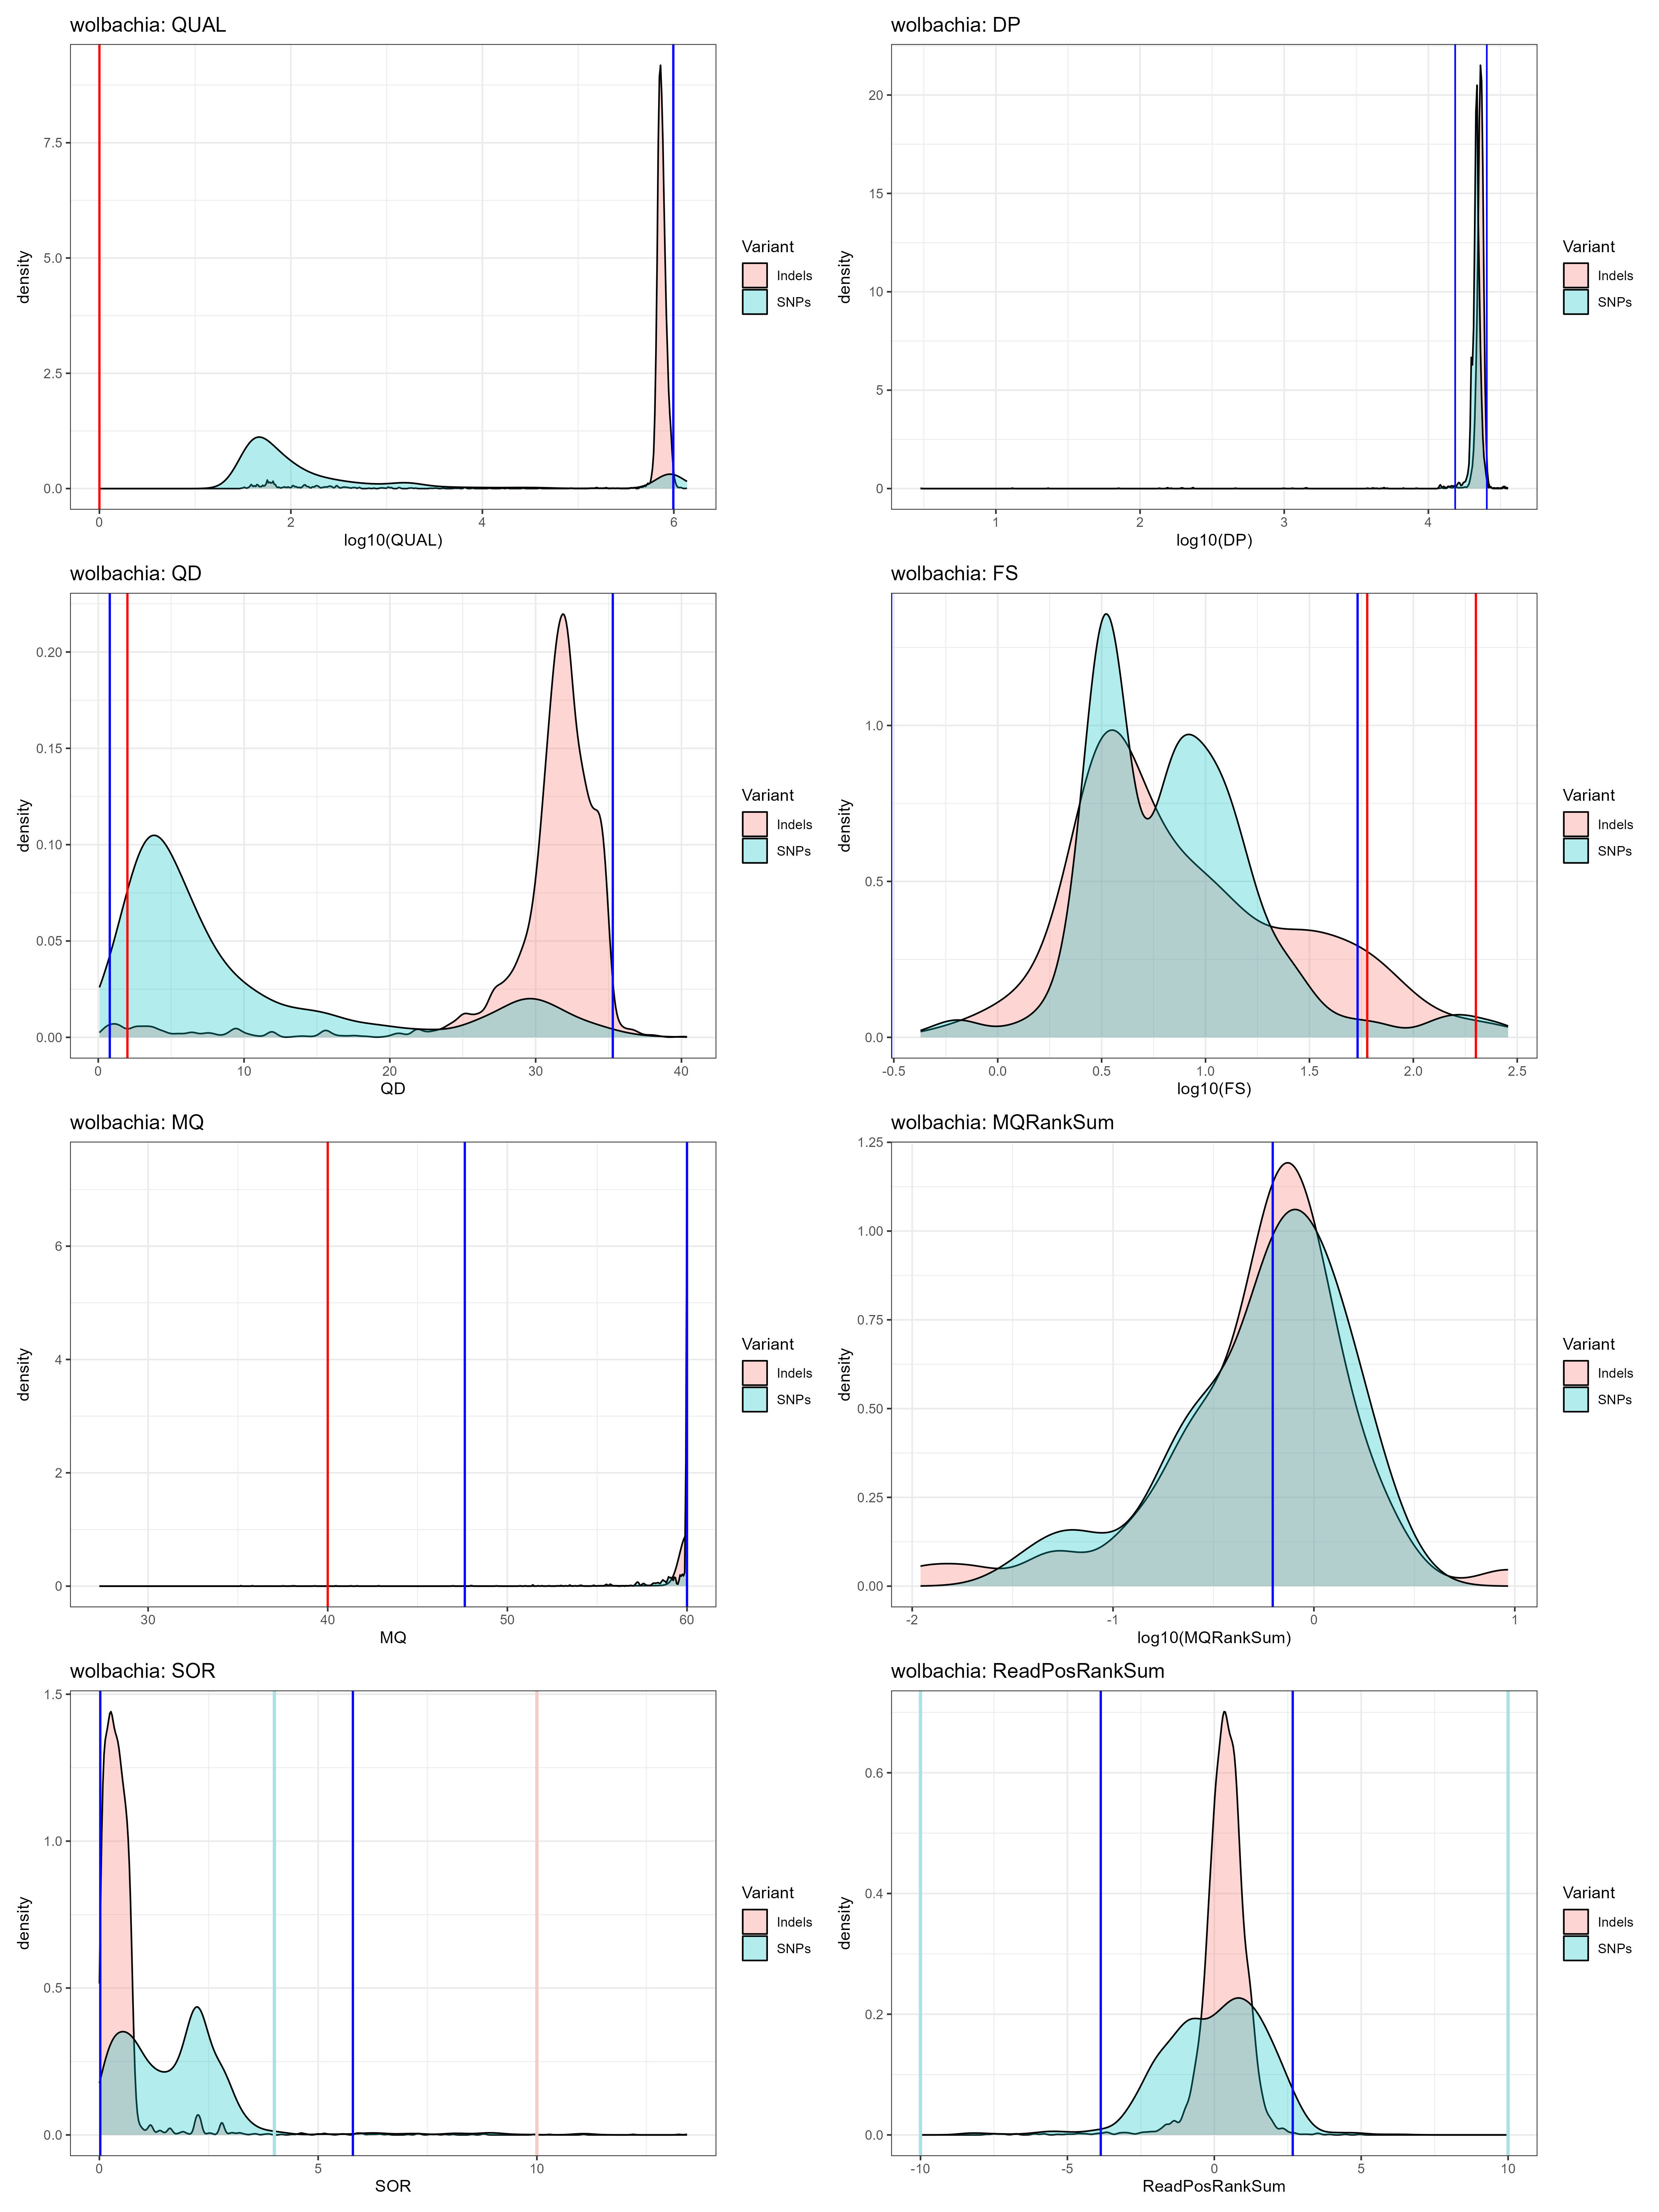 wolbachia: QUAL
density
7.5
5.0
2.5
0.0
0 2 4 6
log10(QUAL)
Variant
Indels
SNPs
wolbachia: DP
density
20
15
10
5
0
1 2 3 4
log10(DP)
Variant
Indels
SNPs
wolbachia: QD
density
0.20
0.15
0.10
0.05
0.00
0 10 20 30 40
QD
Variant
Indels
SNPs
wolbachia: FS
density
1.0
0.5
0.0
-0.5 0.0 0.5 1.0 1.5 2.0 2.5
log10(FS)
Variant
Indels
SNPs
wolbachia: MQ
density
6
4
2
0
30 40 50 60
MQ
Variant
Indels
SNPs
wolbachia: MQRankSum
density
1.25
1.00
0.75
0.50
0.25
0.00
-2 -1 0 1
log10(MQRankSum)
Variant
Indels
SNPs
wolbachia: SOR
density
1.5
1.0
0.5
0.0
0 5 10
SOR
Variant
Indels
SNPs
wolbachia: ReadPosRankSum
density
0.6
0.4
0.2
0.0
-10 -5 0 5 10
ReadPosRankSum
Variant
Indels
SNPs